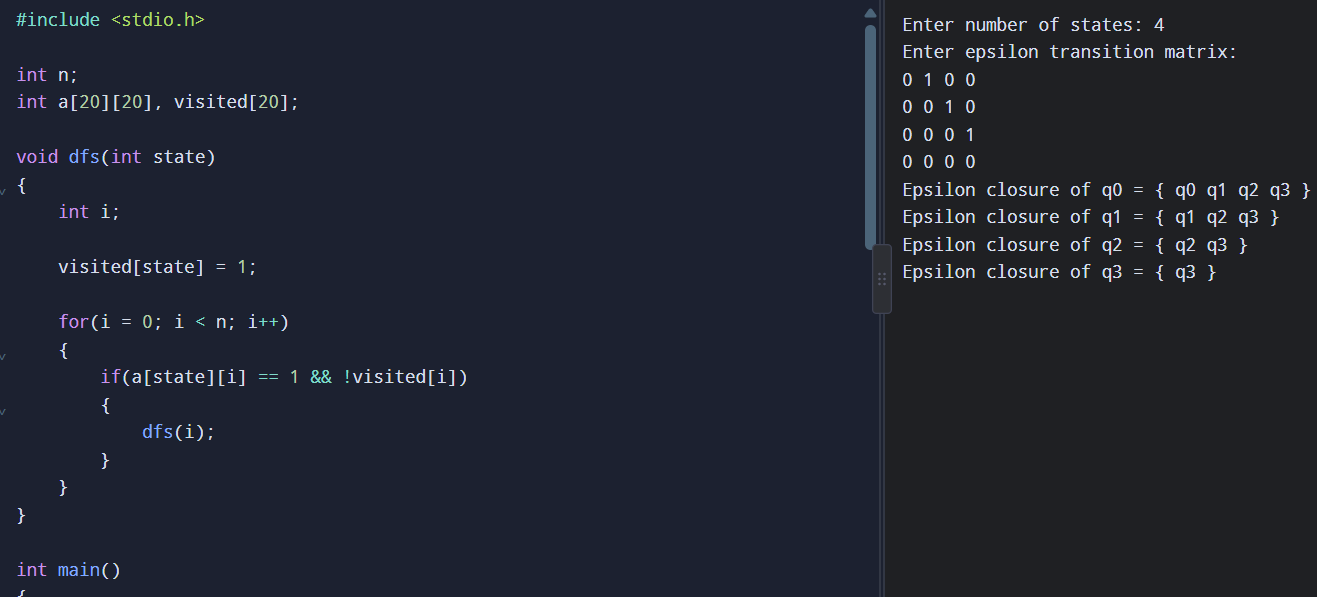 #include <stdio.h>
int n;
int a[20][20], visited[20];
void dfs(int state)
{
    int i;
    visited[state] = 1;
    for(i = 0; i < n; i++)
    {
        if(a[state][i] == 1 && !visited[i])
        {
            dfs(i);
        }
    }
}
int main()
{
Enter number of states: 4
Enter epsilon transition matrix:
0 1 0 0
0 0 1 0
0 0 0 1
0 0 0 0
Epsilon closure of q0 = { q0 q1 q2 q3 }
Epsilon closure of q1 = { q1 q2 q3 }
Epsilon closure of q2 = { q2 q3 }
Epsilon closure of q3 = { q3 }